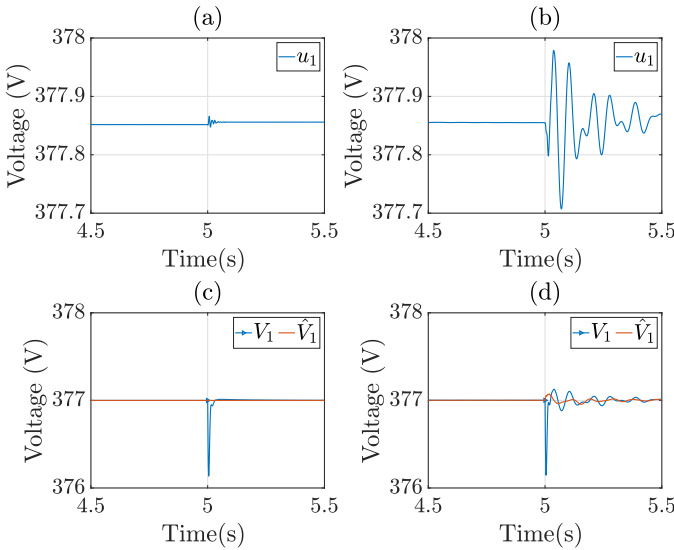 (a)
(b)
Voltage (V)
378
377.9
377.8
377.7
u₁
4.5
5
5.5
Time(s)
Voltage (V)
378
377.9
377.8
377.7
u₁
4.5
5
5.5
Time(s)
(c)
(d)
Voltage (V)
378
377
376
V₁ V̂₁
4.5
5
5.5
Time(s)
Voltage (V)
378
377
376
V₁ V̂₁
4.5
5
5.5
Time(s)